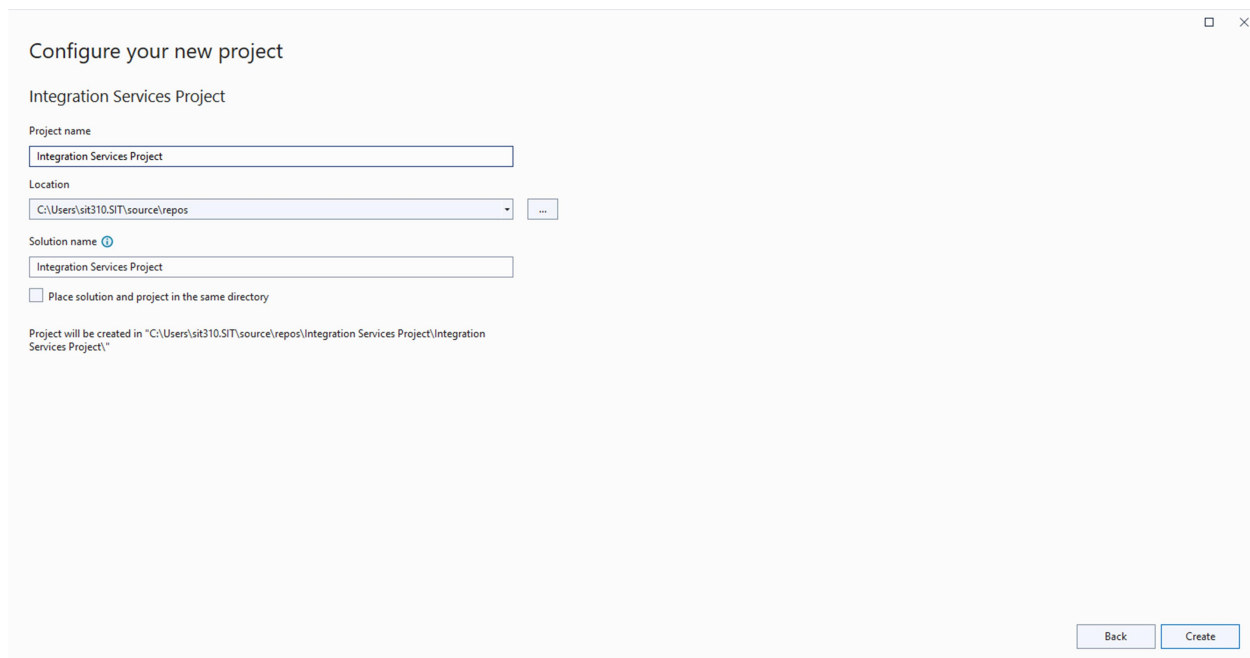 Configure your new project
Integration Services Project
Project name
Integration Services Project
Location
C:\Users\sit310.SIT\source\repos
...
Solution name
Integration Services Project
Place solution and project in the same directory
Project will be created in "C:\Users\sit310.SIT\source\repos\Integration Services Project\Integration
Services Project\"
Back
Create